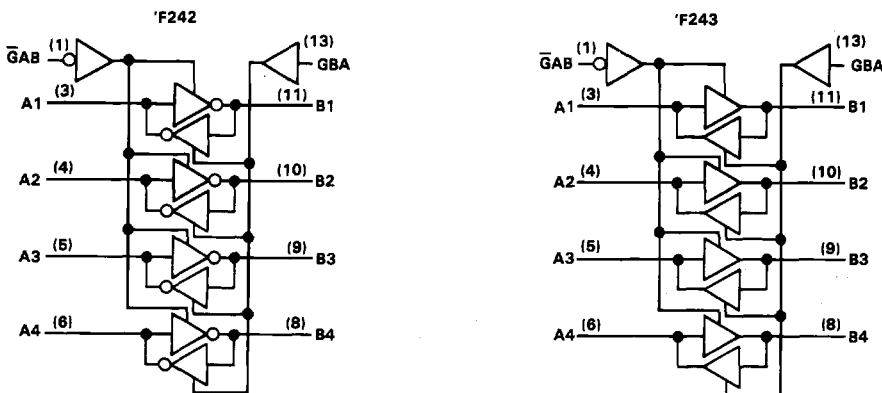 'F242
G̅AB (1) (13) GBA
A1 (3) (11) B1
A2 (4) (10) B2
A3 (5) (9) B3
A4 (6) (8) B4
'F243
G̅AB (1) (13) GBA
A1 (3) (11) B1
A2 (4) (10) B2
A3 (5) (9) B3
A4 (6) (8) B4